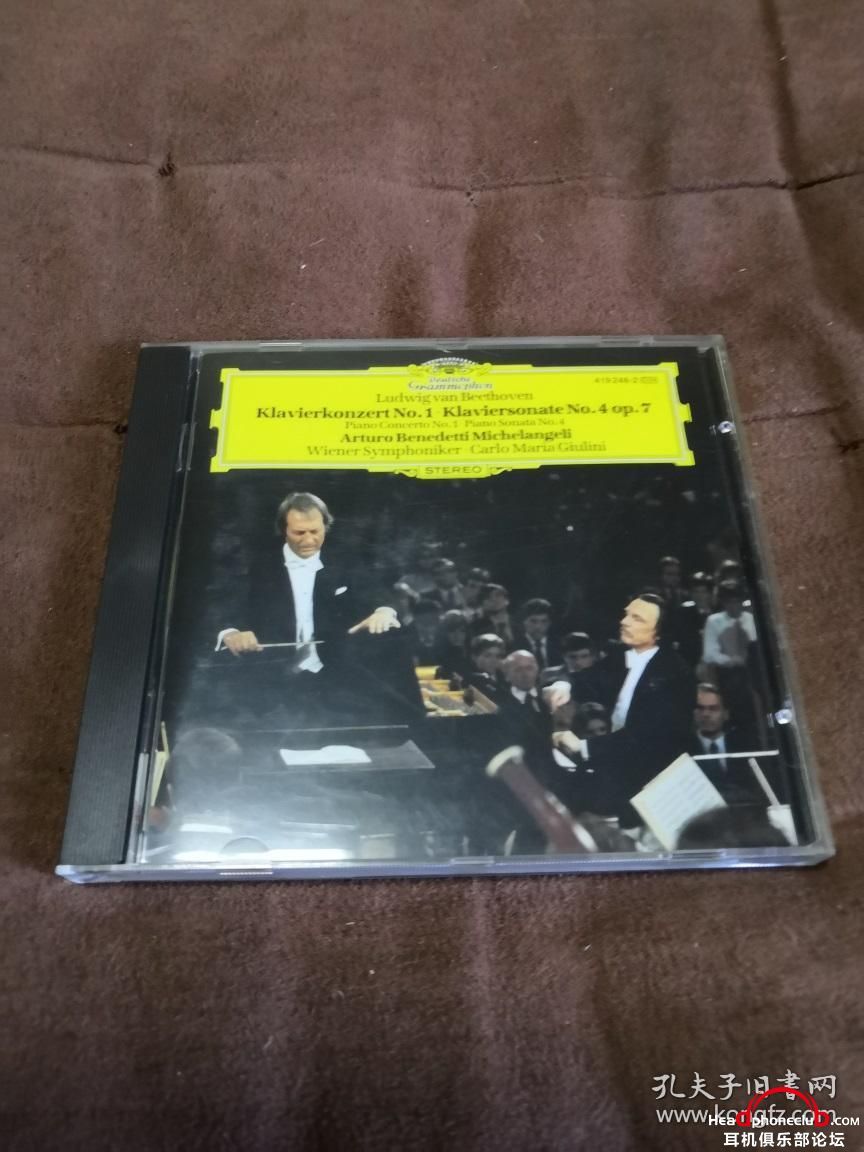 Deutsche
Grammophon
419 248-2
Ludwig van Beethoven
Klavierkonzert No. 1 · Klaviersonate No. 4 op. 7
Piano Concerto No. 1 · Piano Sonata No. 4
Arturo Benedetti Michelangeli
Wiener Symphoniker · Carlo Maria Giulini
STEREO
孔夫子旧书网
www.kongfz.com
Headphoneclub.com
耳机俱乐部论坛